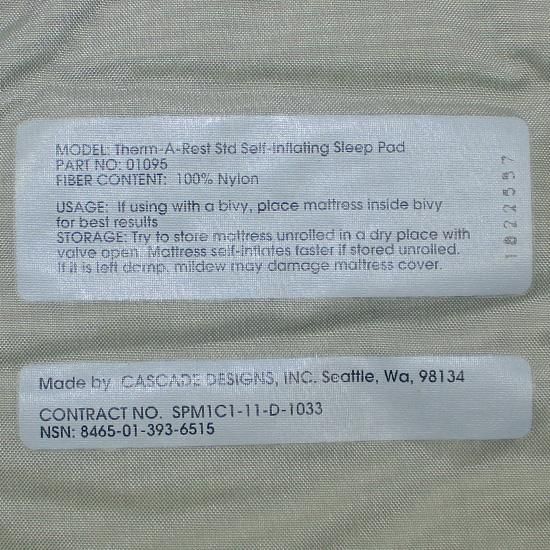 MODEL: Therm-A-Rest Std Self-Inflating Sleep Pad
PART NO: 01095
FIBER CONTENT: 100% Nylon
USAGE: If using with a bivy, place mattress inside bivy
for best results
STORAGE: Try to store mattress unrolled in a dry place with
valve open. Mattress self-inflates faster if stored unrolled.
If it is left damp, mildew may damage mattress cover.
1822597
Made by CASCADE DESIGNS, INC. Seattle, Wa, 98134
CONTRACT NO. SPM1C1-11-D-1033
NSN: 8465-01-393-6515